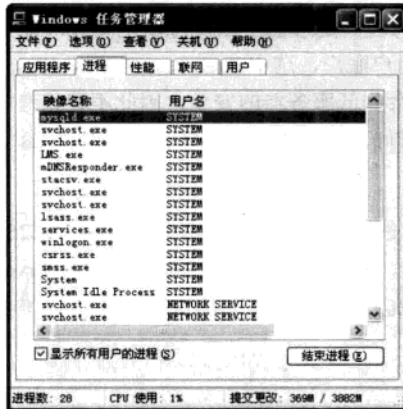 Windows 任务管理器
文件(F) 选项(O) 查看(V) 关机(U) 帮助(H)
应用程序 进程 性能 联网 用户
映像名称 用户名
mysqld.exe SYSTEM
svchost.exe SYSTEM
svchost.exe SYSTEM
LMS.exe SYSTEM
mDNSResponder.exe SYSTEM
stacsv.exe SYSTEM
svchost.exe SYSTEM
svchost.exe SYSTEM
lsass.exe SYSTEM
services.exe SYSTEM
winlogon.exe SYSTEM
csrss.exe SYSTEM
smss.exe SYSTEM
System SYSTEM
System Idle Process SYSTEM
svchost.exe NETWORK SERVICE
svchost.exe NETWORK SERVICE
显示所有用户的进程(S) 结束进程(E)
进程数: 28 CPU 使用: 1% 提交更改: 369M / 3882M